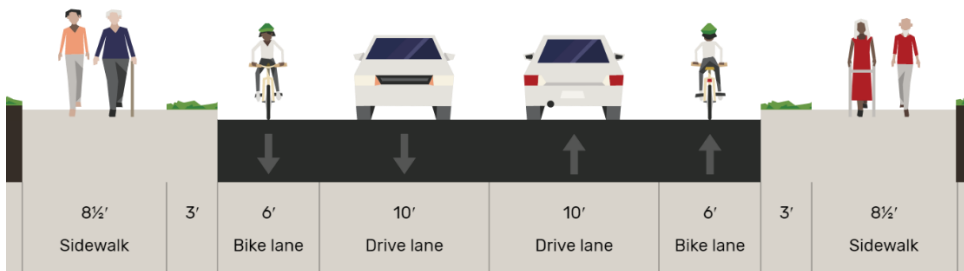 8½′ 3′ 6′ 10′ 10′ 6′ 3′ 8½′
Sidewalk Bike lane Drive lane Drive lane Bike lane Sidewalk